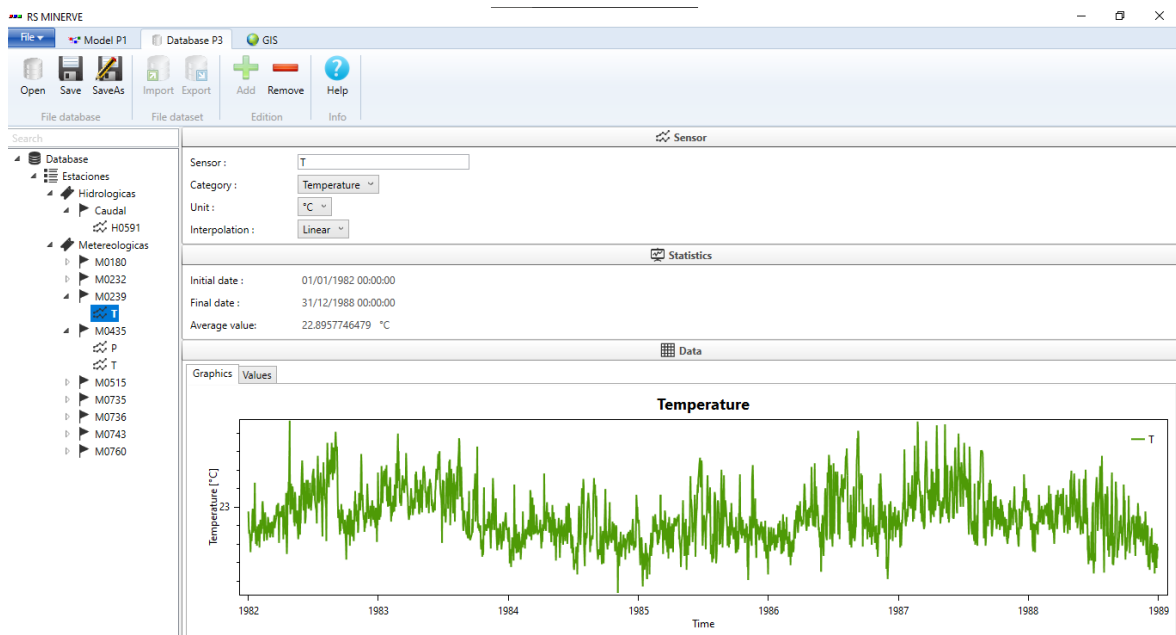 RS MINERVE
File Model P1 Database P3 GIS
Open Save SaveAs Import Export Add Remove Help
File database File dataset Edition Info
Search
Database
Estaciones
Hidrologicas
Caudal
H0591
Metereologicas
M0180
M0232
M0239
T
M0435
P
T
M0515
M0735
M0736
M0743
M0760
Sensor
Sensor : T
Category : Temperature
Unit : °C
Interpolation : Linear
Statistics
Initial date : 01/01/1982 00:00:00
Final date : 31/12/1988 00:00:00
Average value: 22.8957746479 °C
Data
Graphics Values
Temperature
T
Temperature [°C]
23
1982 1983 1984 1985 1986 1987 1988 1989
Time